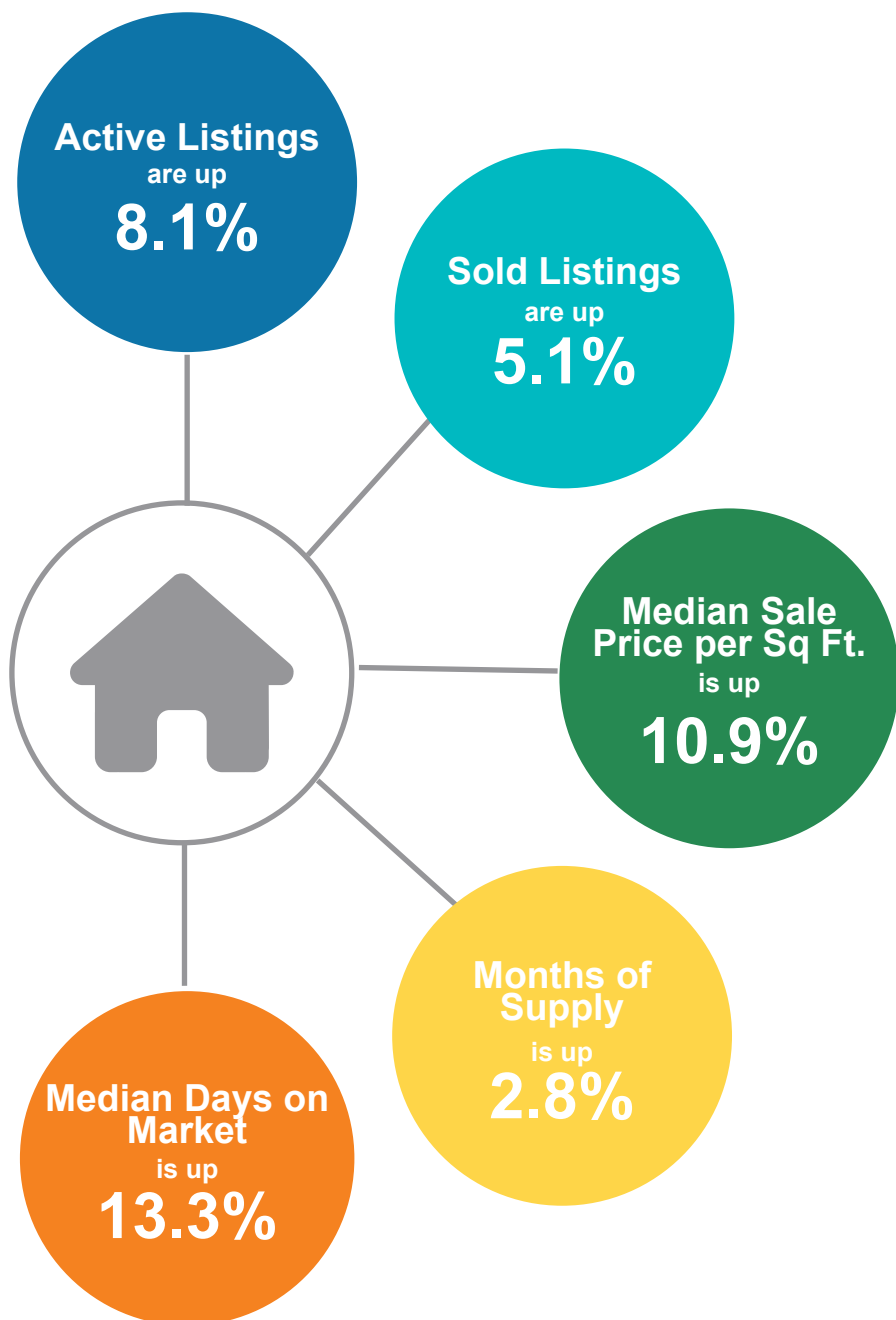 Active Listings
are up
8.1%
Sold Listings
are up
5.1%
Median Sale
Price per Sq Ft.
is up
10.9%
Months of
Supply
is up
2.8%
Median Days on
Market
is up
13.3%